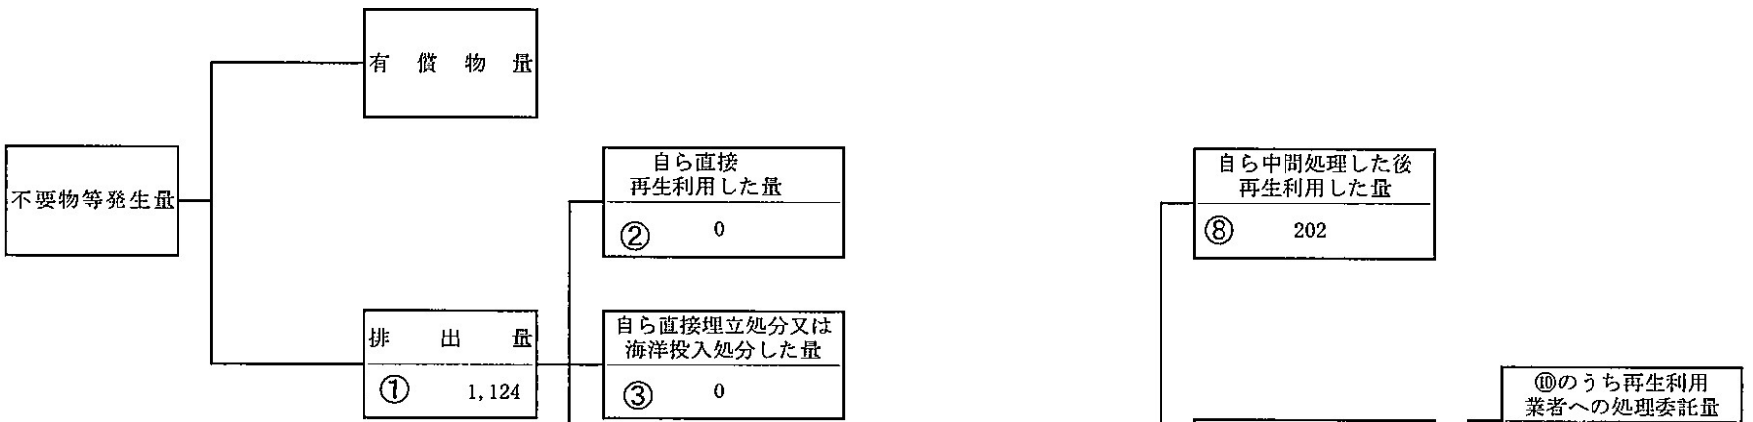 有償物量
不要物等発生量
自ら直接
再生利用した量
② 0
自ら中間処理した後
再生利用した量
⑧ 202
排出量
① 1,124
自ら直接埋立処分又は
海洋投入処分した量
③ 0
⑩のうち再生利用
業者への処理委託量